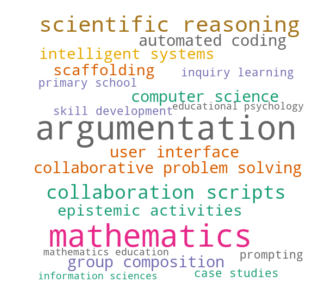 scientific reasoning
automated coding
intelligent systems
scaffolding
inquiry learning
primary school
computer science
educational psychology
skill development
argumentation
user interface
collaborative problem solving
collaboration scripts
epistemic activities
mathematics
mathematics education
prompting
group composition
case studies
information sciences